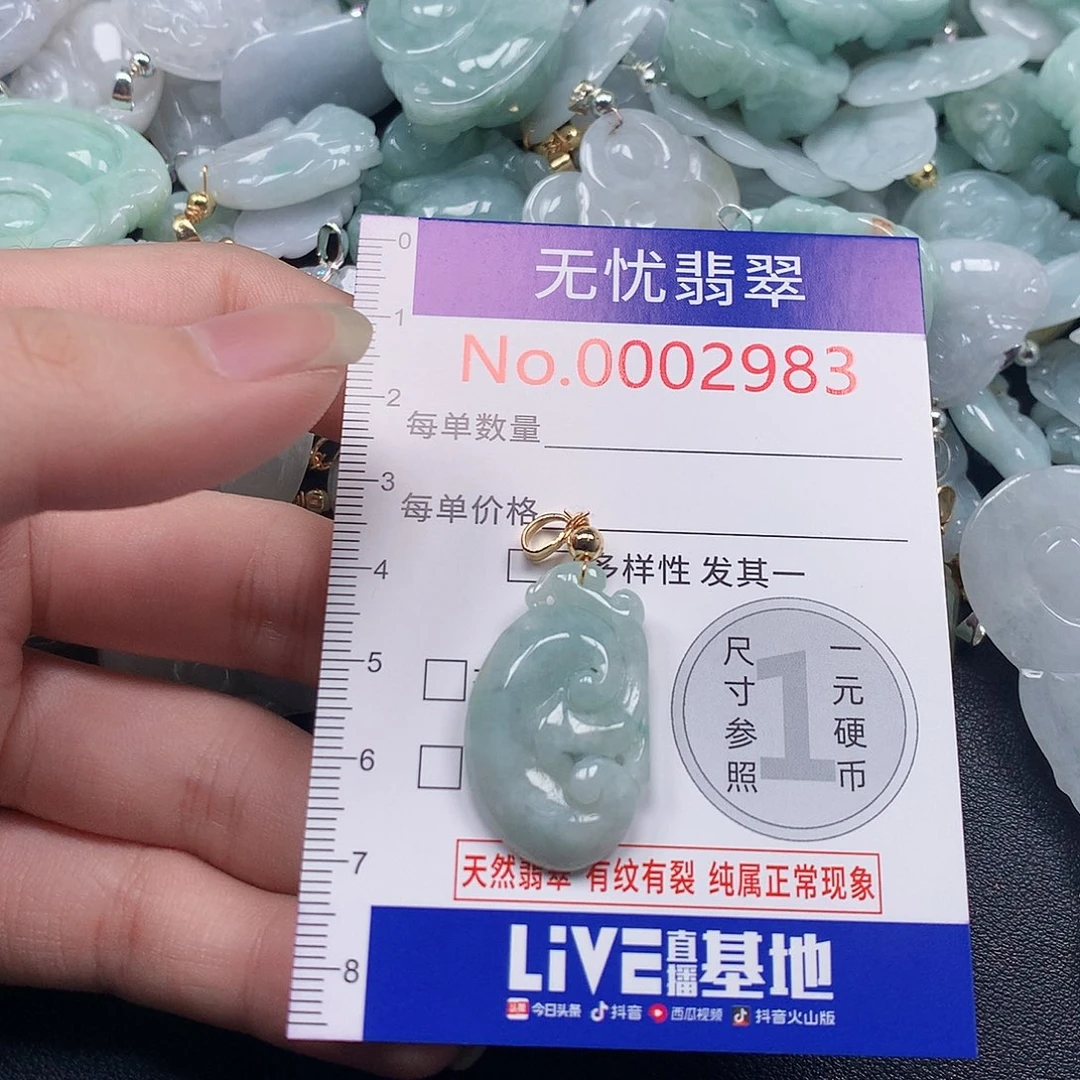 0
1
2
3
4
5
6
7
8
无忧翡翠
No.0002983
每单数量
每单价格
多样性 发其一
尺寸参照
1
一元硬币
天然翡翠 有纹有裂 纯属正常现象
LiVE直播基地
头条 今日头条 抖音 西瓜视频 抖音火山版